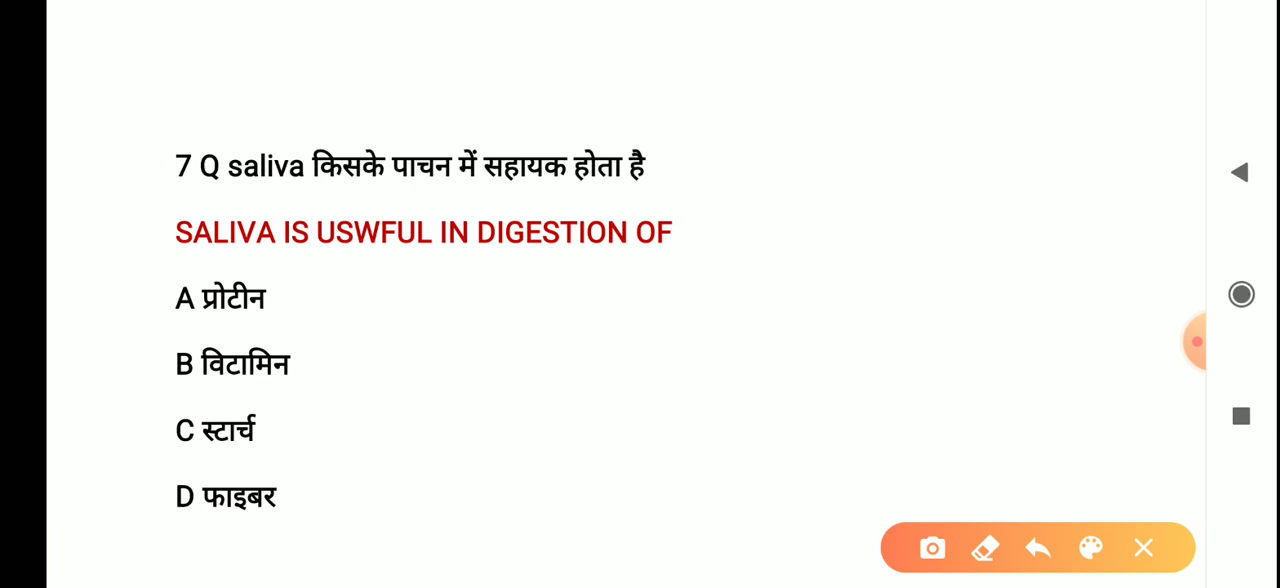 7 Q saliva किसके पाचन में सहायक होता है
SALIVA IS USWFUL IN DIGESTION OF
A प्रोटीन
B विटामिन
C स्टार्च
D फाइबर